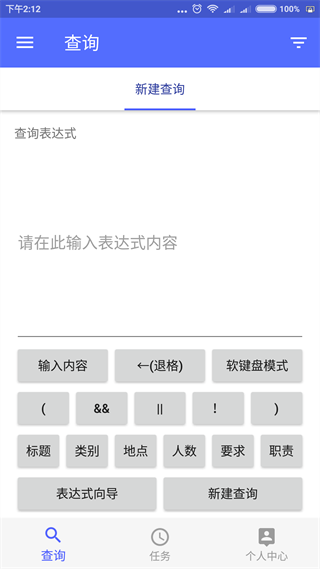 下午2:12 ... 100%
查询
新建查询
查询表达式
请在此输入表达式内容
输入内容 ←(退格) 软键盘模式
( && || ! )
标题 类别 地点 人数 要求 职责
表达式向导 新建查询
查询 任务 个人中心